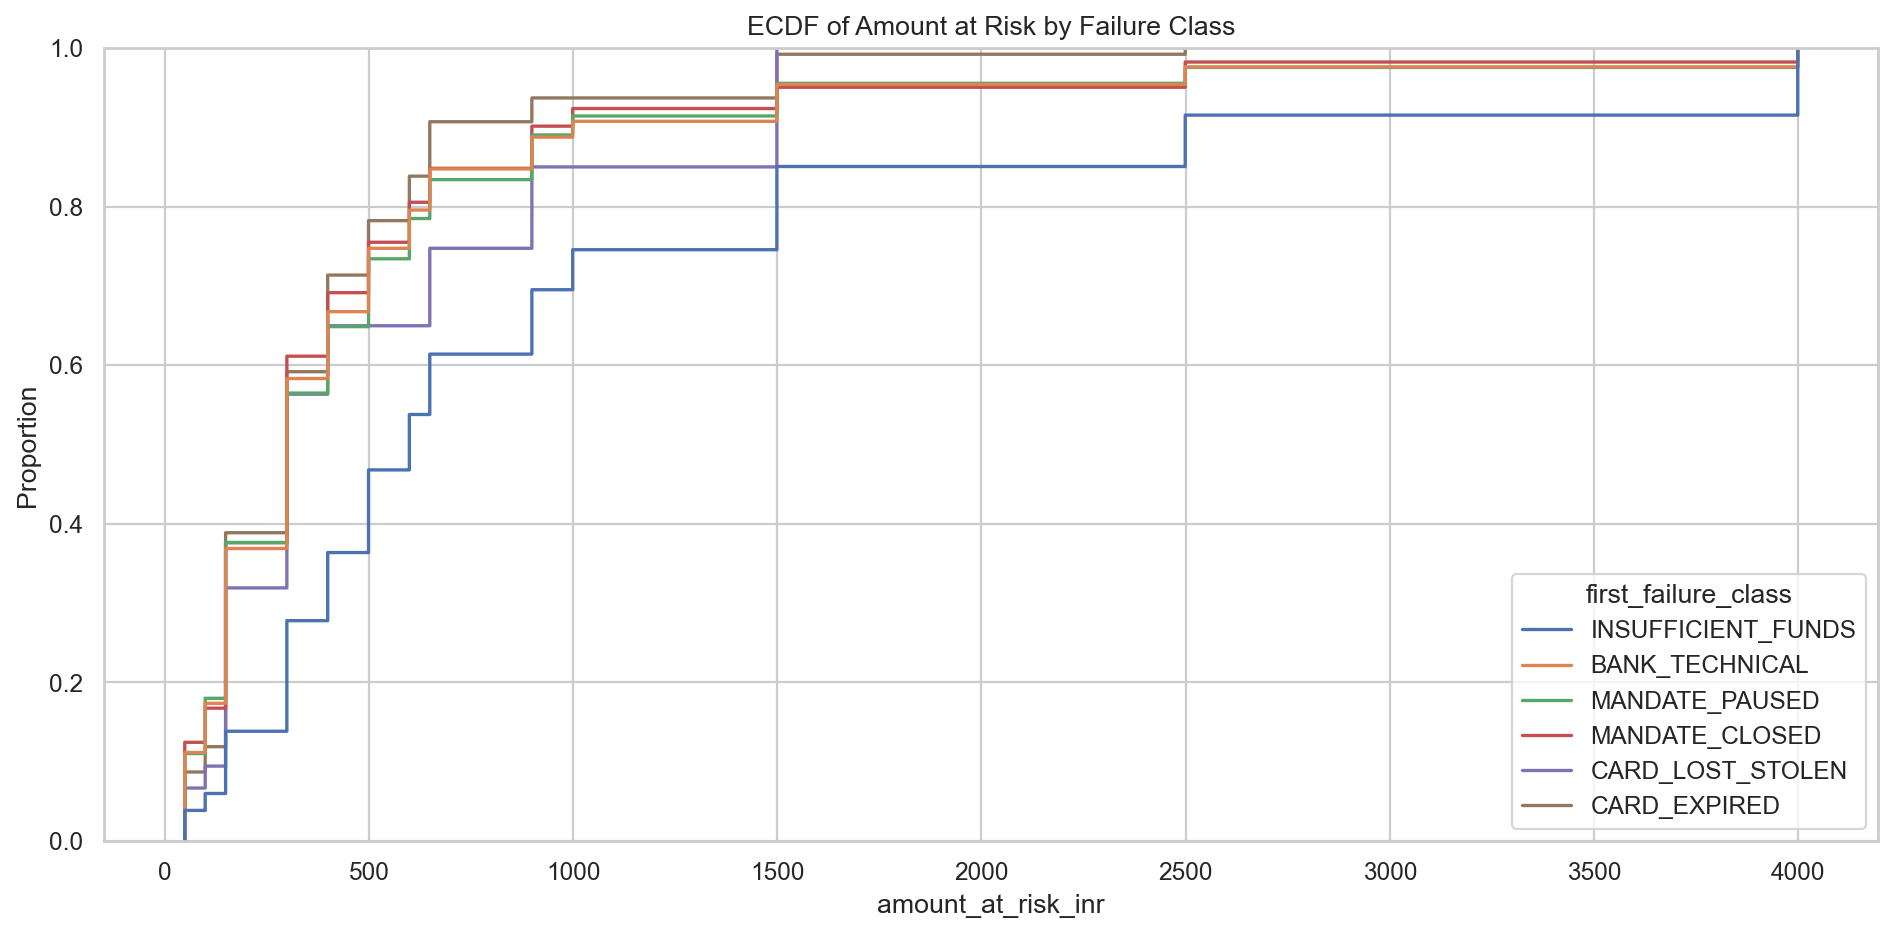 ECDF of Amount at Risk by Failure Class
1.0
0.8
0.6
0.4
0.2
0.0
Proportion
0 500 1000 1500 2000 2500 3000 3500 4000
amount_at_risk_inr
first_failure_class
INSUFFICIENT_FUNDS
BANK_TECHNICAL
MANDATE_PAUSED
MANDATE_CLOSED
CARD_LOST_STOLEN
CARD_EXPIRED